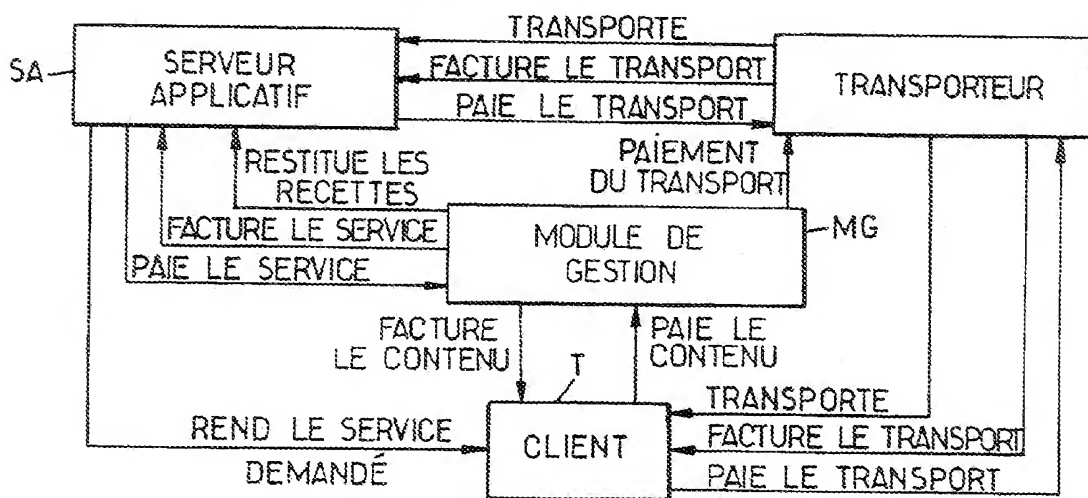 TRANSPORTE
SA
SERVEUR
APPLICATIF
FACTURE LE TRANSPORT
TRANSPORTEUR
PAIE LE TRANSPORT
RESTITUE LES
RECETTES
PAIEMENT
DU TRANSPORT
FACTURE LE SERVICE
MODULE DE
GESTION
MG
PAIE LE SERVICE
FACTURE
LE CONTENU
PAIE LE
CONTENU
T
TRANSPORTE
REND LE SERVICE
DEMANDÉ
CLIENT
FACTURE LE TRANSPORT
PAIE LE TRANSPORT